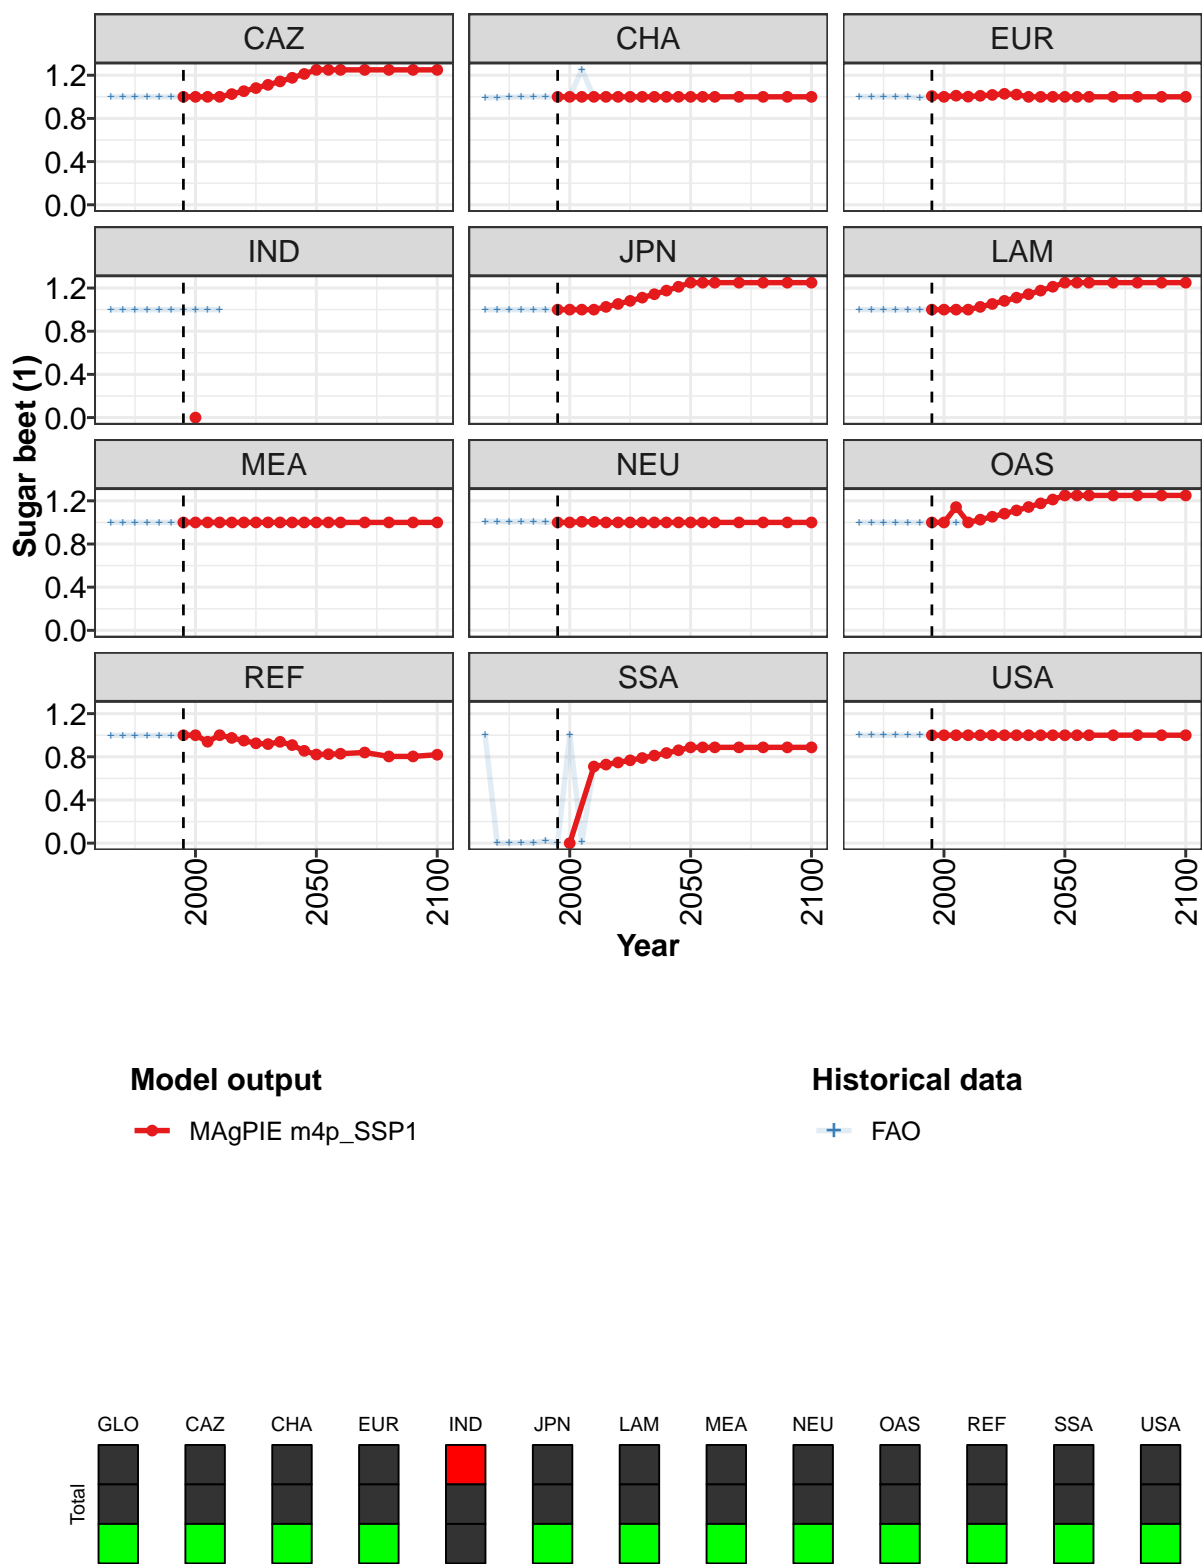 CAZ CHA EUR
1.2
0.8
0.4
0.0
IND JPN LAM
1.2
0.8
0.4
0.0
MEA NEU OAS
1.2
0.8
0.4
0.0
REF SSA USA
1.2
0.8
0.4
0.0
Sugar beet (1)
2000 2050 2100 2000 2050 2100 2000 2050 2100
Year
Model output Historical data
MAgPIE m4p_SSP1 FAO
GLO CAZ CHA EUR IND JPN LAM MEA NEU OAS REF SSA USA
Total